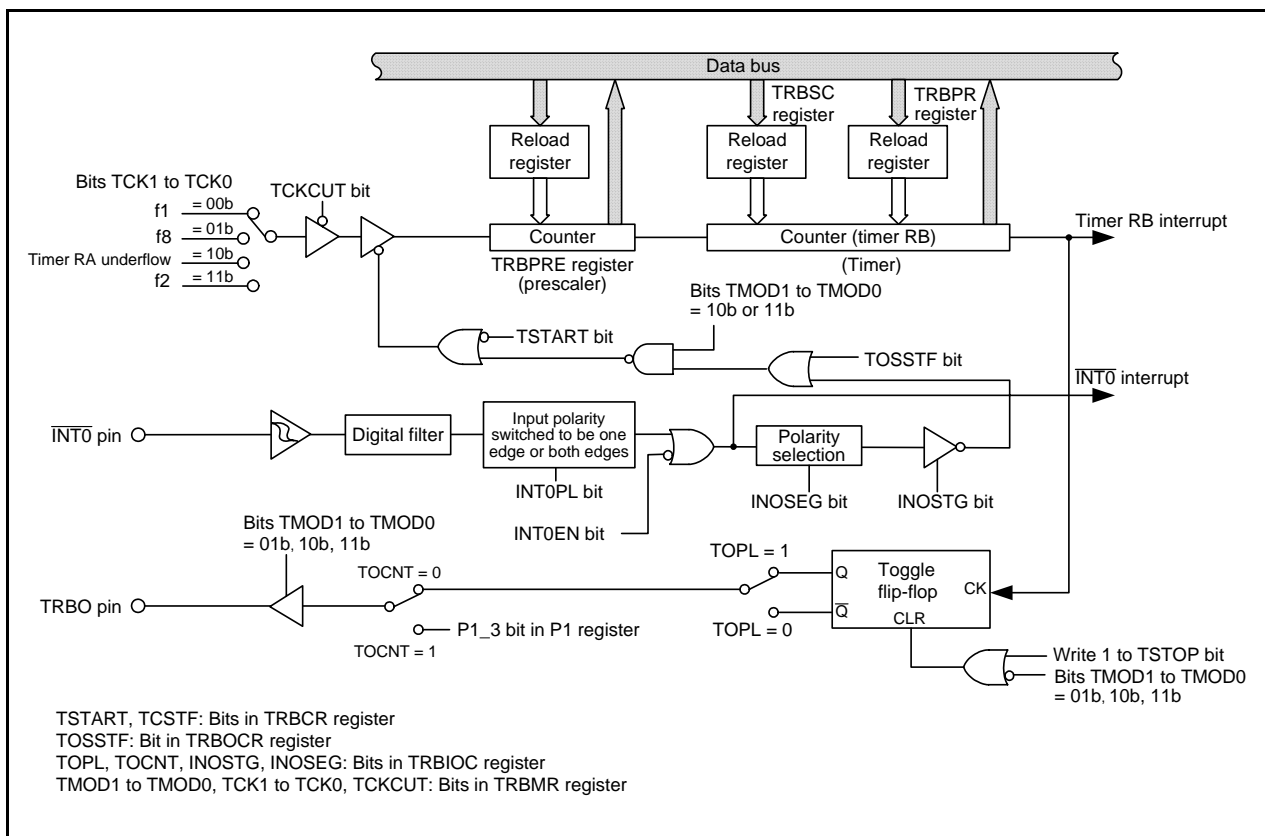 Data bus
TRBSC
register
TRBPR
register
Reload
register
Reload
register
Reload
register
Bits TCK1 to TCK0
TCKCUT bit
f1
= 00b
f8
= 01b
Timer RA underflow
= 10b
f2
= 11b
Counter
Counter (timer RB)
Timer RB interrupt
TRBPRE register
(prescaler)
(Timer)
Bits TMOD1 to TMOD0
= 10b or 11b
TSTART bit
TOSSTF bit
INT0 interrupt
INT0 pin
Digital filter
Input polarity
switched to be one
edge or both edges
Polarity
selection
INT0PL bit
INOSEG bit
INOSTG bit
INT0EN bit
Bits TMOD1 to TMOD0
= 01b, 10b, 11b
TOPL = 1
TOCNT = 0
Q
Toggle
flip-flop
CK
TRBO pin
Q
CLR
P1_3 bit in P1 register
TOPL = 0
TOCNT = 1
Write 1 to TSTOP bit
Bits TMOD1 to TMOD0
= 01b, 10b, 11b
TSTART, TCSTF: Bits in TRBCR register
TOSSTF: Bit in TRBOCR register
TOPL, TOCNT, INOSTG, INOSEG: Bits in TRBIOC register
TMOD1 to TMOD0, TCK1 to TCK0, TCKCUT: Bits in TRBMR register